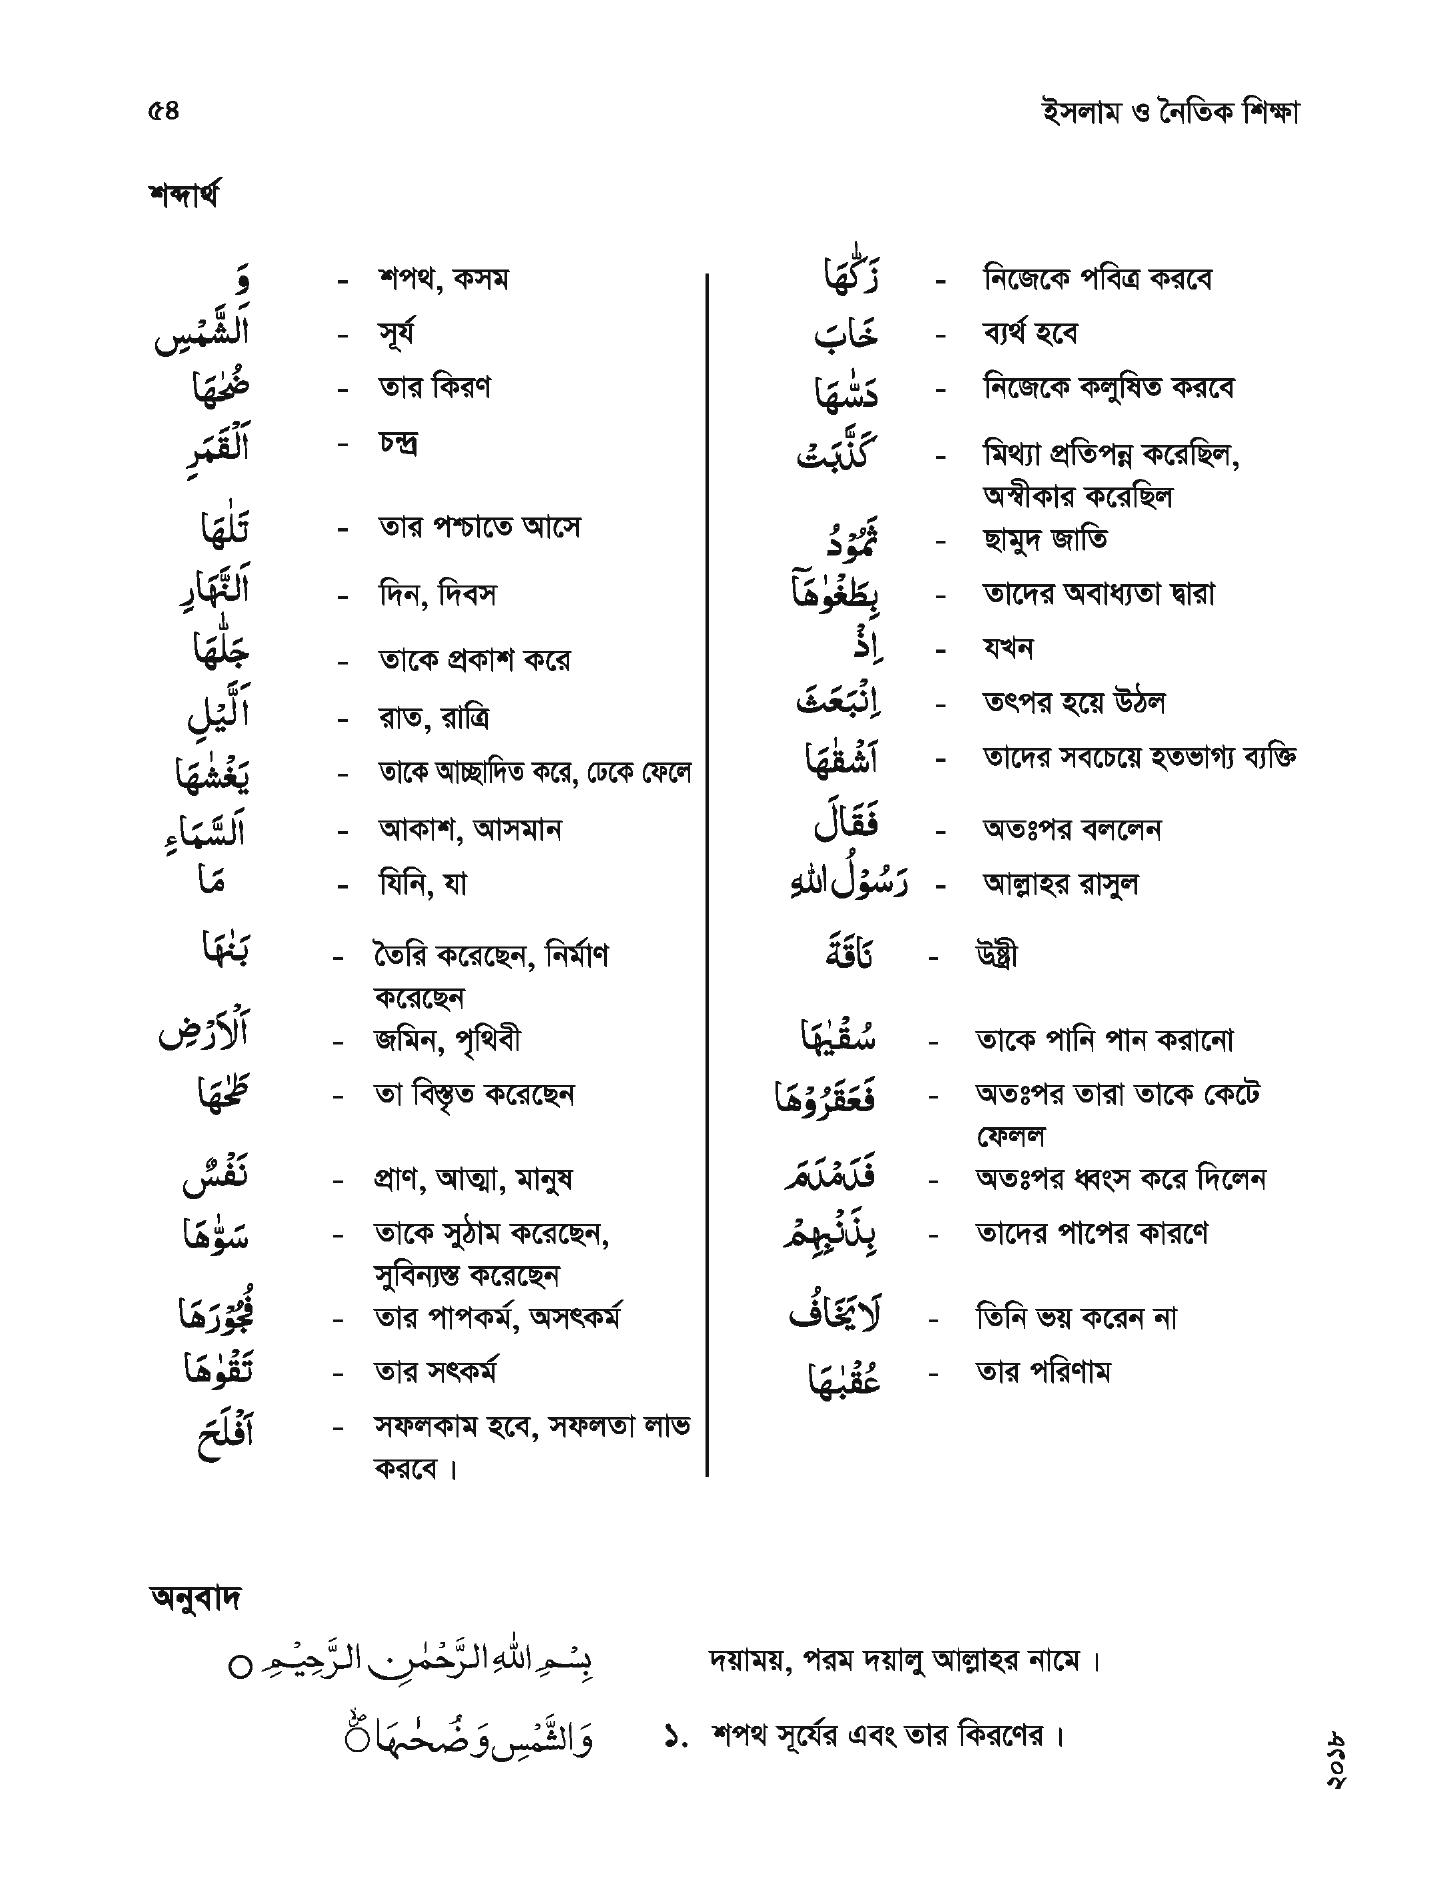 ৫৪
ইসলাম ও নৈতিক শিক্ষা
শব্দার্থ
وَ - শপথ, কসম
اَلشَّمْسِ - সূর্য
ضُحٰهَا - তার কিরণ
اَلْقَمَرِ - চন্দ্র
تَلٰهَا - তার পশ্চাতে আসে
اَلنَّهَارِ - দিন, দিবস
جَلّٰهَا - তাকে প্রকাশ করে
اَلَّيْلِ - রাত, রাত্রি
يَغْشٰهَا - তাকে আচ্ছাদিত করে, ঢেকে ফেলে
اَلسَّمَاءِ - আকাশ, আসমান
مَا - যিনি, যা
بَنٰهَا - তৈরি করেছেন, নির্মাণ
করেছেন
اَلْاَرْضِ - জমিন, পৃথিবী
طَحٰهَا - তা বিস্তৃত করেছেন
نَفْسٌ - প্রাণ, আত্মা, মানুষ
سَوّٰهَا - তাকে সুঠাম করেছেন,
সুবিন্যস্ত করেছেন
فُجُوْرَهَا - তার পাপকর্ম, অসৎকর্ম
تَقْوٰهَا - তার সৎকর্ম
اَفْلَحَ - সফলকাম হবে, সফলতা লাভ
করবে।
زَكّٰهَا - নিজেকে পবিত্র করবে
خَابَ - ব্যর্থ হবে
دَسّٰهَا - নিজেকে কলুষিত করবে
كَذَّبَتْ - মিথ্যা প্রতিপন্ন করেছিল,
অস্বীকার করেছিল
ثَمُوْدُ - ছামুদ জাতি
بِطَغْوٰهَآ - তাদের অবাধ্যতা দ্বারা
اِذْ - যখন
اِنْبَعَثَ - তৎপর হয়ে উঠল
اَشْقٰهَا - তাদের সবচেয়ে হতভাগ্য ব্যক্তি
فَقَالَ - অতঃপর বললেন
رَسُوْلُ اللهِ - আল্লাহর রাসুল
نَاقَةَ - উষ্ট্রী
سُقْيٰهَا - তাকে পানি পান করানো
فَعَقَرُوْهَا - অতঃপর তারা তাকে কেটে
ফেলল
فَدَمْدَمَ - অতঃপর ধ্বংস করে দিলেন
بِذَنْۢبِهِمْ - তাদের পাপের কারণে
لَا يَخَافُ - তিনি ভয় করেন না
عُقْبٰهَا - তার পরিণাম
অনুবাদ
بِسْمِ اللهِ الرَّحْمٰنِ الرَّحِيْمِ ○ দয়াময়, পরম দয়ালু আল্লাহর নামে।
وَالشَّمْسِ وَضُحٰىهَا ○ ১. শপথ সূর্যের এবং তার কিরণের।
২০১৮